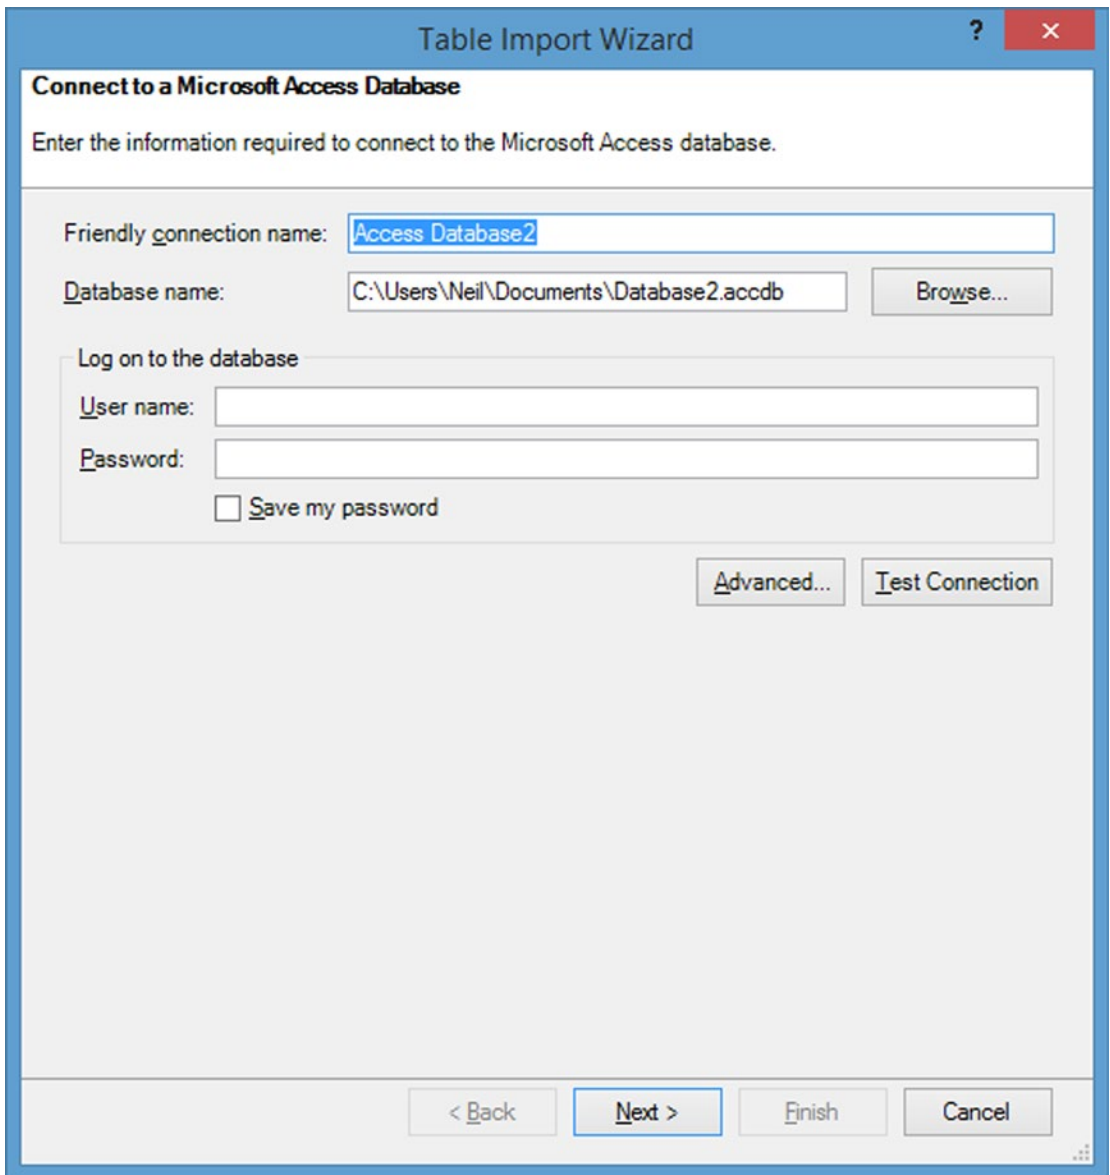 Table Import Wizard
?
Connect to a Microsoft Access Database
Enter the information required to connect to the Microsoft Access database.
Friendly connection name: Access Database2
Database name: C:\Users\Neil\Documents\Database2.accdb Browse...
Log on to the database
User name:
Password:
Save my password
Advanced... Test Connection
< Back Next > Finish Cancel